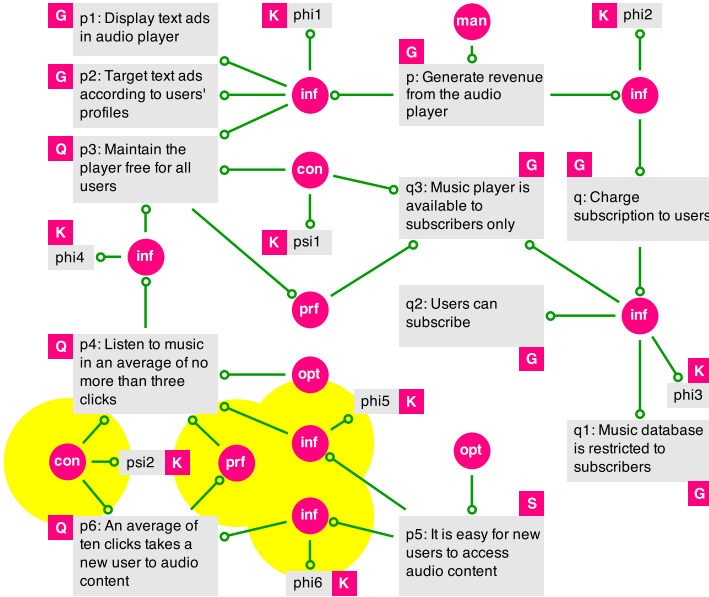 G
p1: Display text ads
in audio player
K
phi1
man
K
phi2
G
p2: Target text ads
according to users'
profiles
inf
G
p: Generate revenue
from the audio
player
inf
Q
p3: Maintain the
player free for all
users
con
K
psi1
q3: Music player is
available to
subscribers only
G
G
q: Charge
subscription to users
K
phi4
inf
prf
q2: Users can
subscribe
G
inf
K
phi3
Q
p4: Listen to music
in an average of no
more than three
clicks
opt
phi5
K
q1: Music database
is restricted to
subscribers
G
con
psi2
K
prf
inf
opt
Q
p6: An average of
ten clicks takes a
new user to audio
content
inf
phi6
K
S
p5: It is easy for new
users to access
audio content